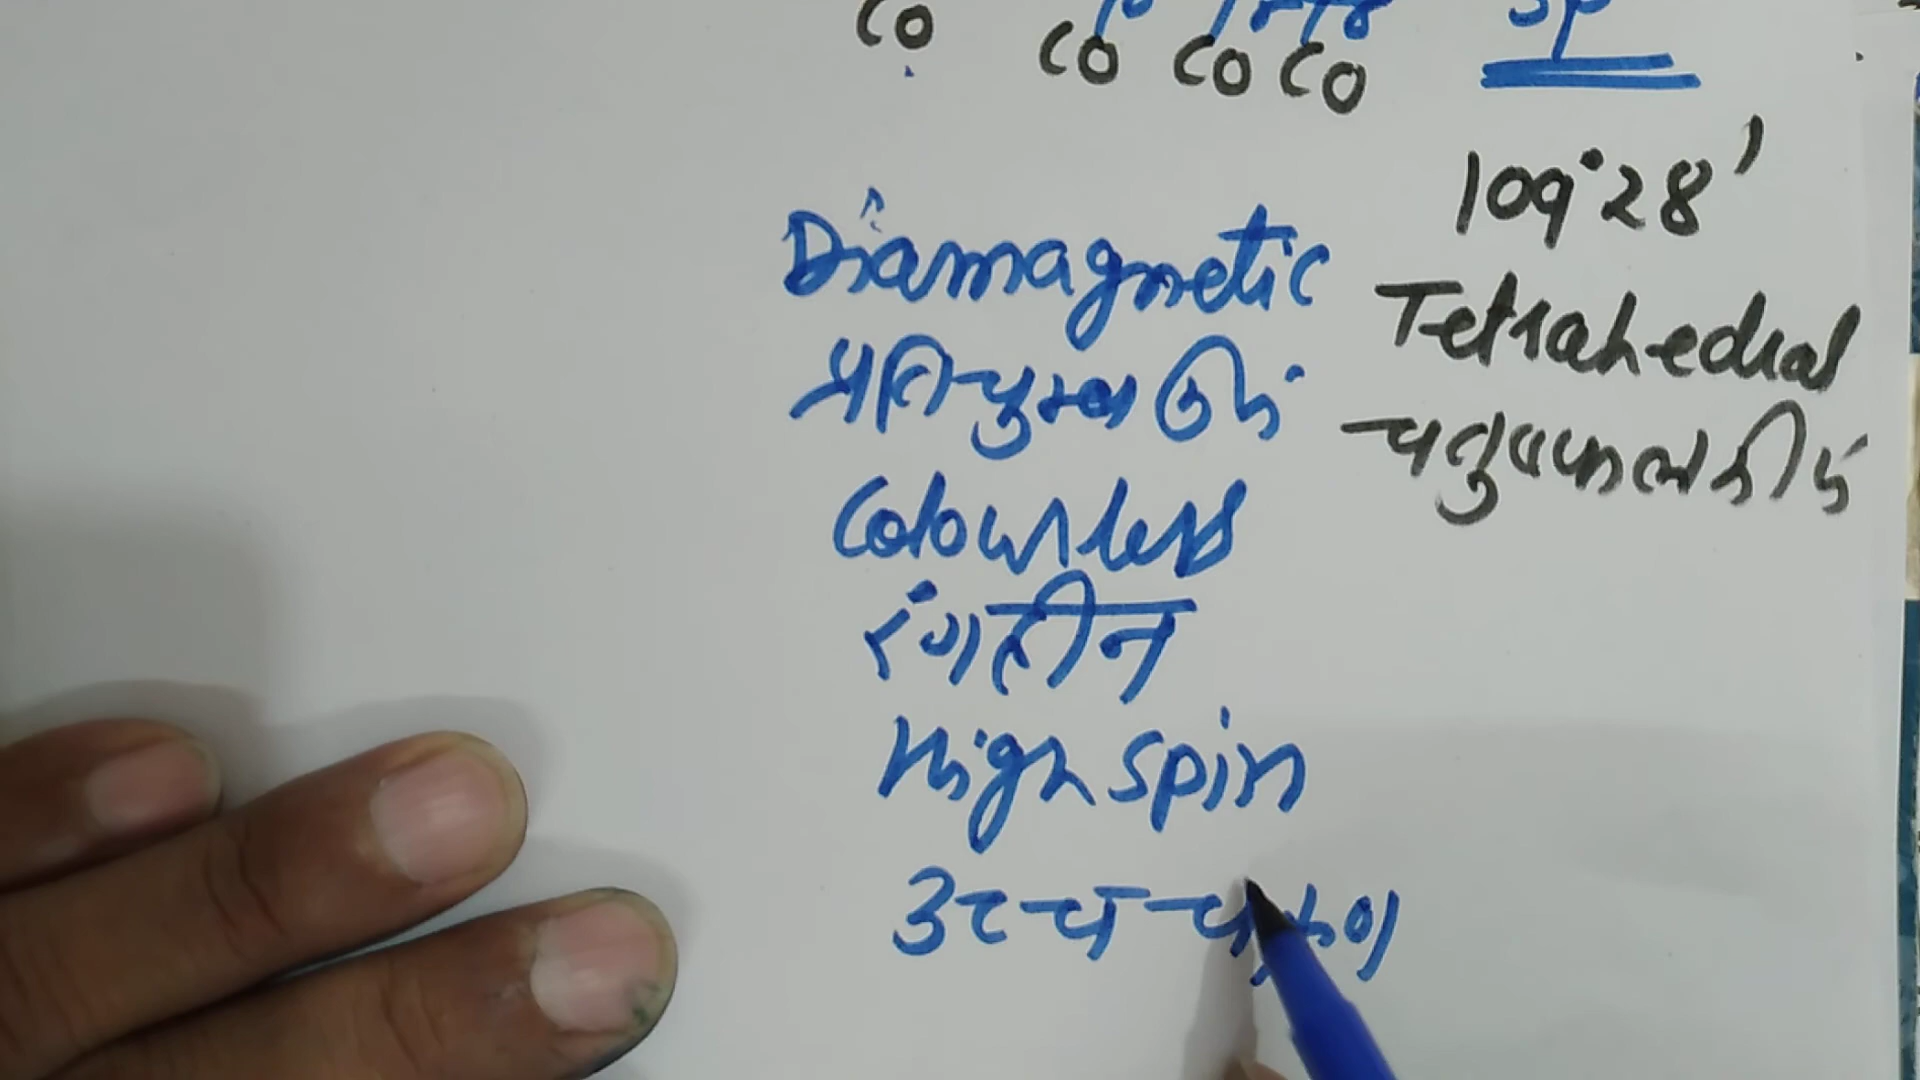 CO CO CO CO sp
109°28'
Diamagnetic
Tetrahedral
प्रतिचुम्बकीय
चतुष्फलकीय
Colourless
रंगहीन
High spin
उच्च चक्रण